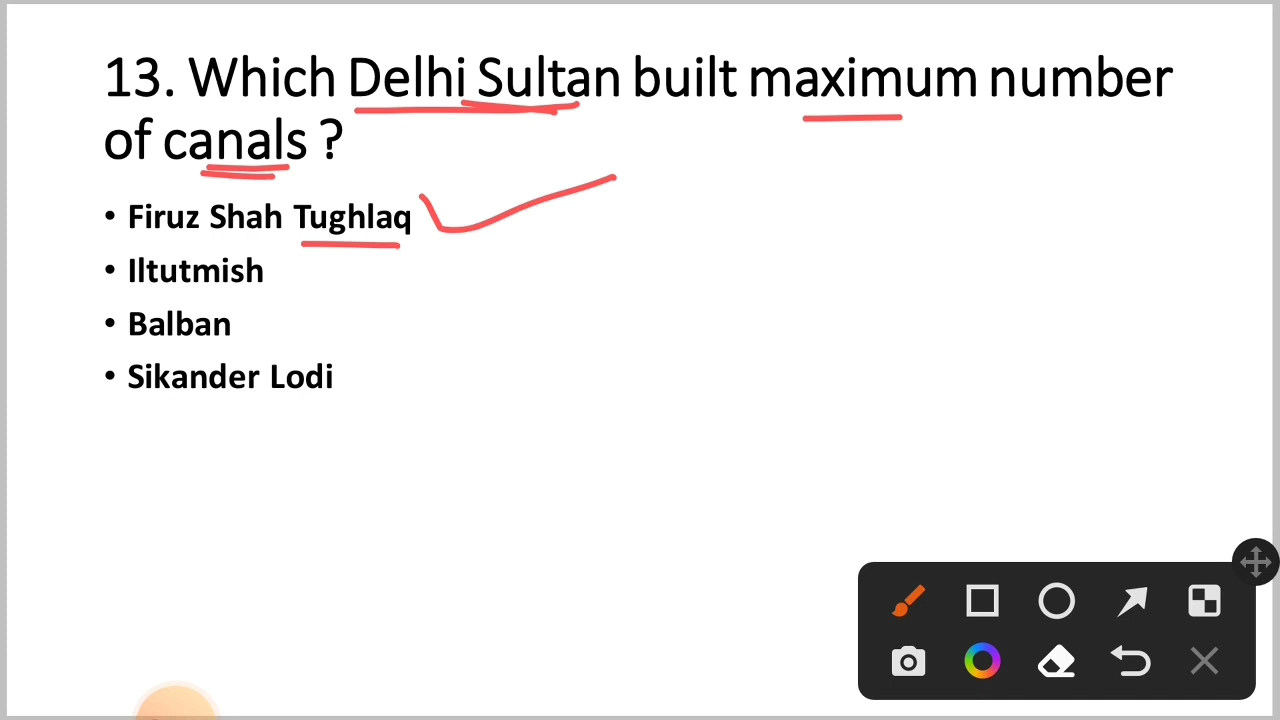 13. Which Delhi Sultan built maximum number
of canals ?
• Firuz Shah Tughlaq
• Iltutmish
• Balban
• Sikander Lodi